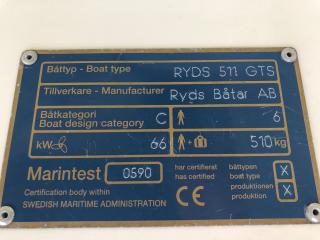 Båttyp - Boat type RYDS 511 GTS
Tillverkare - Manufacturer Ryds Båtar AB
Båtkategori
Boat design category C 6
kW 66 + 510 kg
Marintest 0590 har certifierat båttypen X
has certified boat type
Certification body within CE produktionen X
SWEDISH MARITIME ADMINISTRATION production